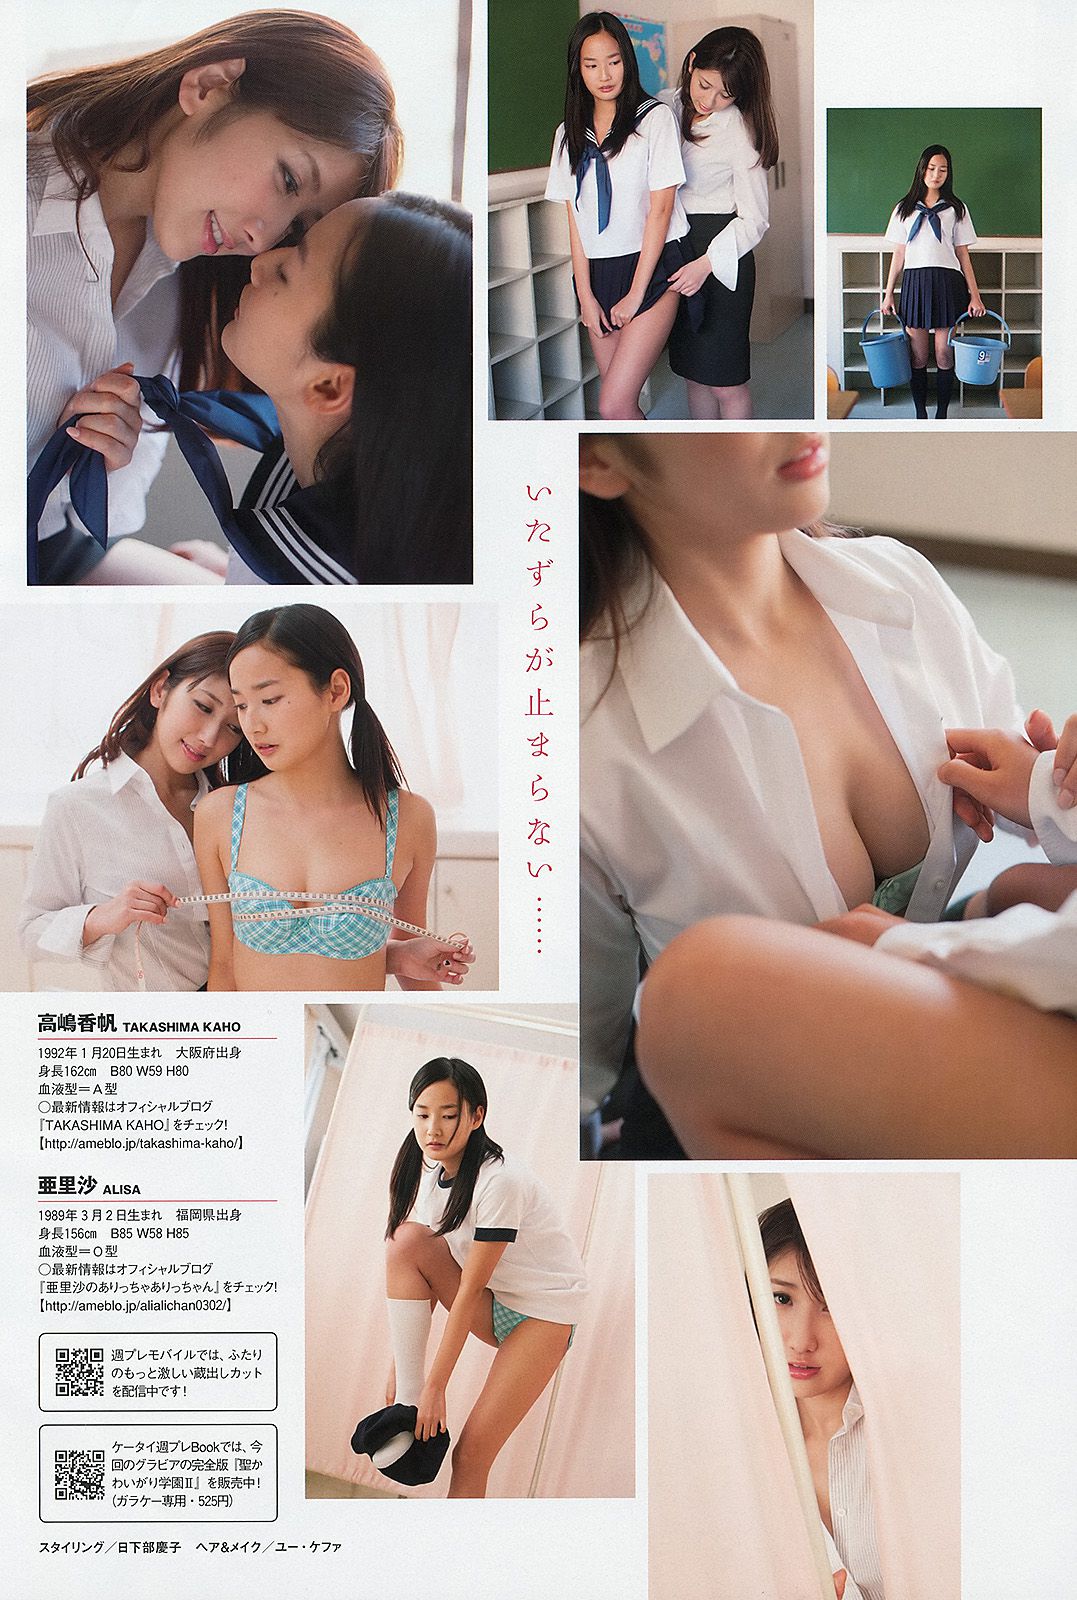 いたずらが止まらない……
9
高嶋香帆 TAKASHIMA KAHO
1992年1月20日生まれ　大阪府出身
身長162㎝　B80 W59 H80
血液型＝A型
○最新情報はオフィシャルブログ
『TAKASHIMA KAHO』をチェック!
【http://ameblo.jp/takashima-kaho/】
亜里沙 ALISA
1989年3月2日生まれ　福岡県出身
身長156㎝　B85 W58 H85
血液型＝O型
○最新情報はオフィシャルブログ
『亜里沙のありっちゃありっちゃん』をチェック!
【http://ameblo.jp/alialichan0302/】
週プレモバイルでは、ふたり
のもっと激しい蔵出しカット
を配信中です!
ケータイ週プレBookでは、今
回のグラビアの完全版『聖か
わいがり学園Ⅱ』を販売中!
（ガラケー専用・525円）
スタイリング／日下部慶子　ヘア&メイク／ユー・ケファ